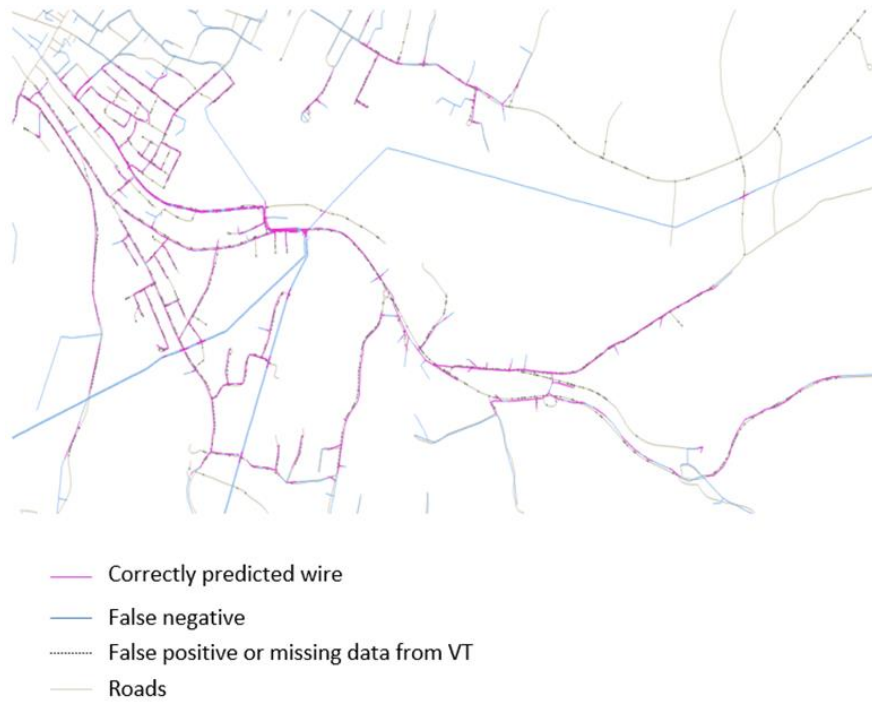 Correctly predicted wire
False negative
False positive or missing data from VT
Roads